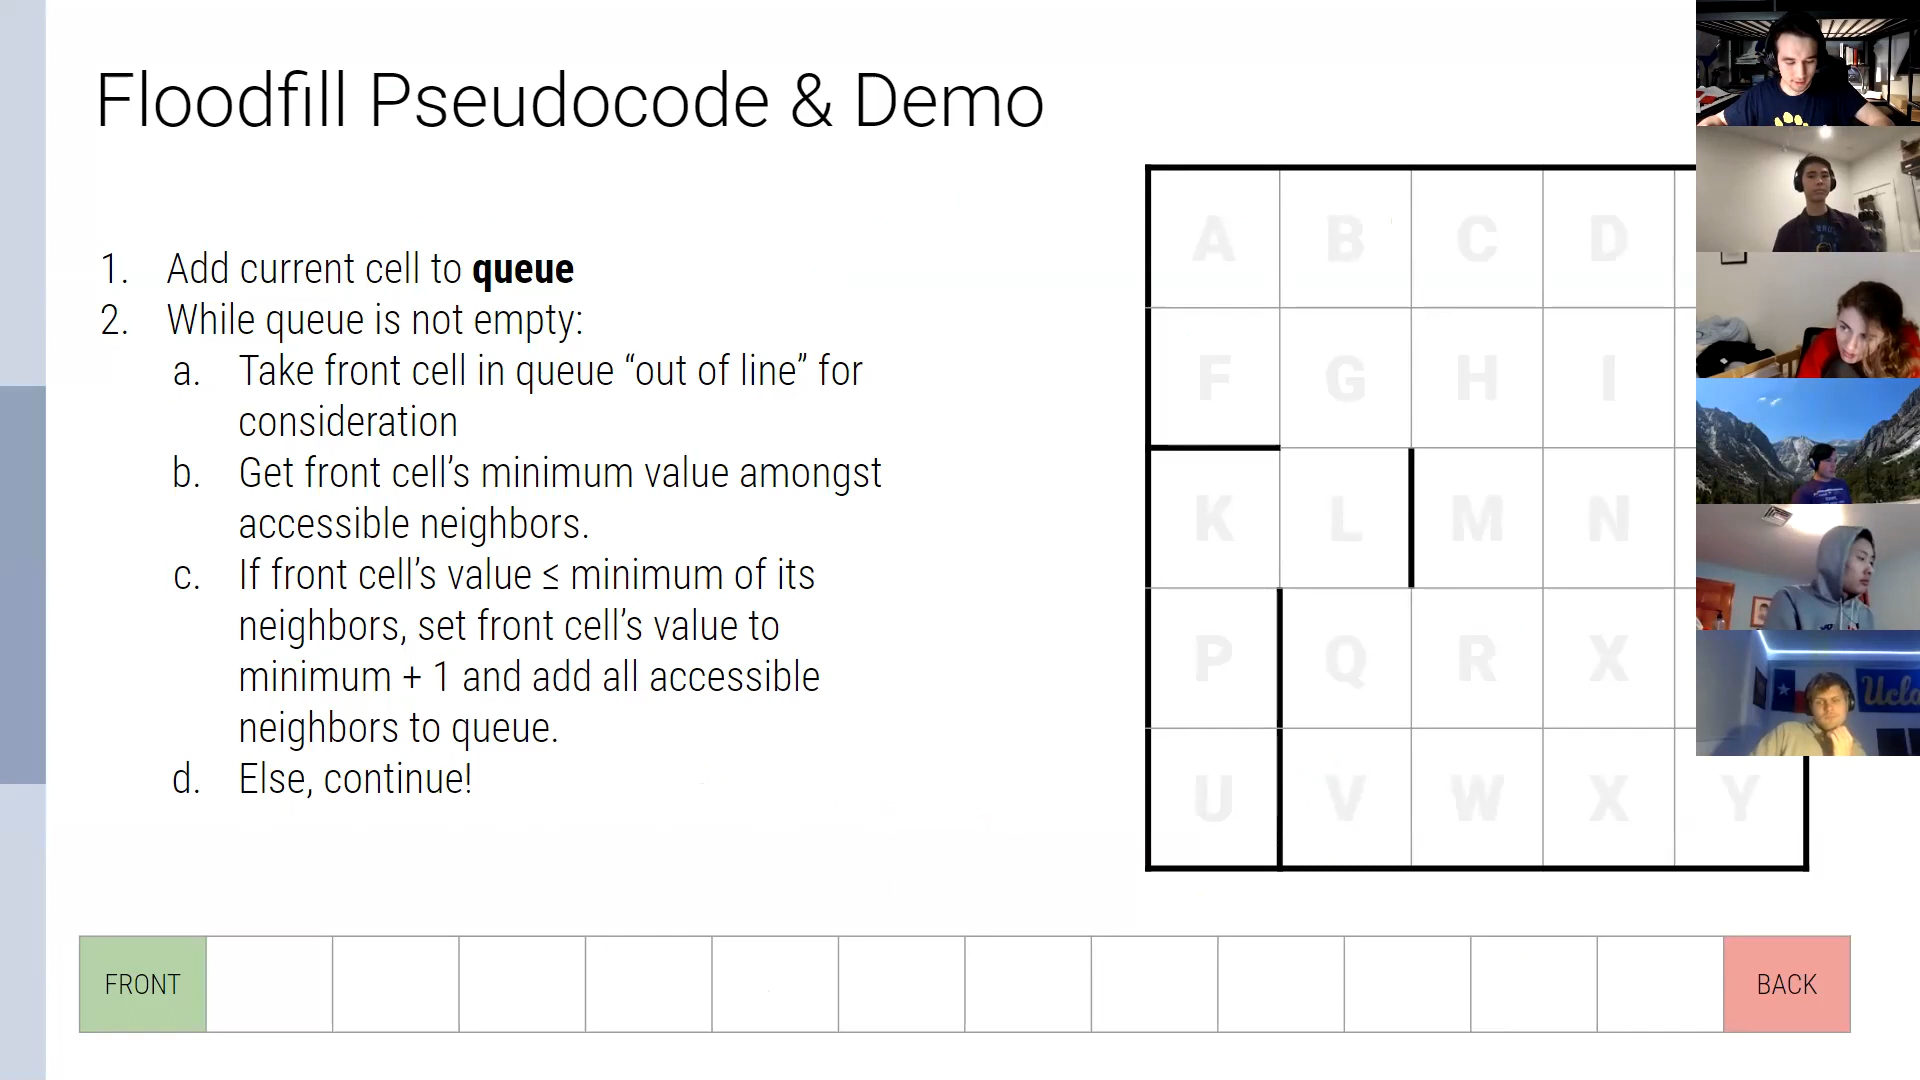 Floodfill Pseudocode & Demo
1. Add current cell to queue
2. While queue is not empty:
a. Take front cell in queue “out of line” for
consideration
b. Get front cell’s minimum value amongst
accessible neighbors.
c. If front cell’s value ≤ minimum of its
neighbors, set front cell’s value to
minimum + 1 and add all accessible
neighbors to queue.
d. Else, continue!
A B C D
F G H I
K L M N
P Q R X
U V W X Y
FRONT
BACK
Ucla